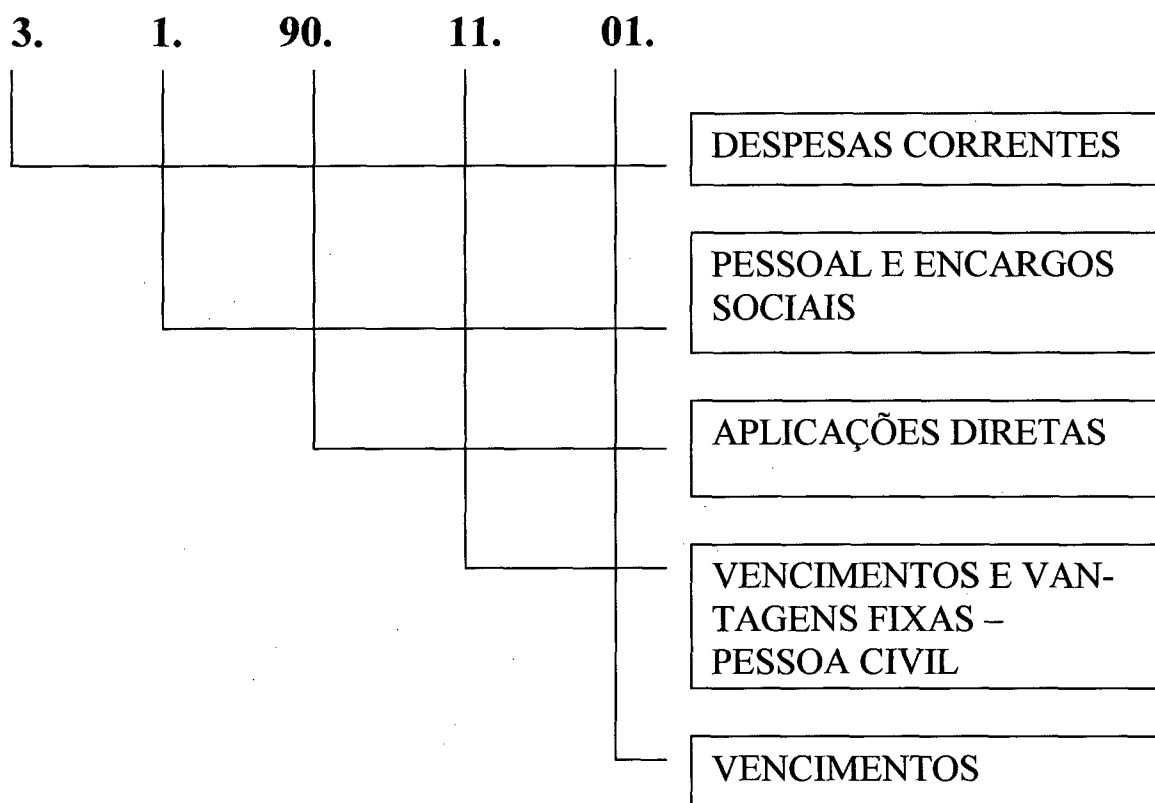 3. 1. 90. 11. 01.
DESPESAS CORRENTES
PESSOAL E ENCARGOS
SOCIAIS
APLICAÇÕES DIRETAS
VENCIMENTOS E VAN-
TAGENS FIXAS –
PESSOA CIVIL
VENCIMENTOS